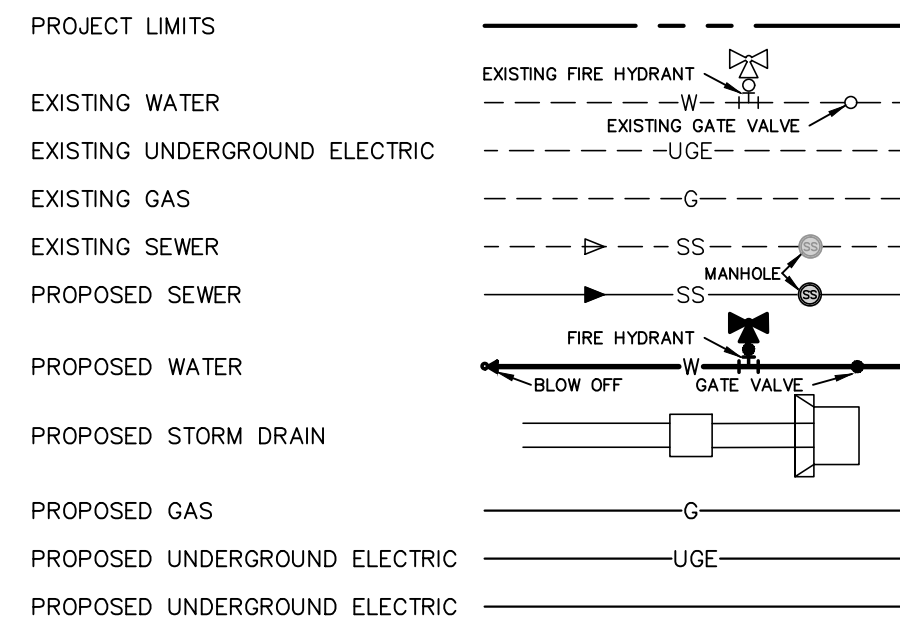 PROJECT LIMITS
EXISTING FIRE HYDRANT
EXISTING WATER W
EXISTING GATE VALVE
EXISTING UNDERGROUND ELECTRIC UGE
EXISTING GAS G
EXISTING SEWER SS SS
MANHOLE
PROPOSED SEWER SS SS
FIRE HYDRANT
PROPOSED WATER W
BLOW OFF GATE VALVE
PROPOSED STORM DRAIN
PROPOSED GAS G
PROPOSED UNDERGROUND ELECTRIC UGE
PROPOSED UNDERGROUND ELECTRIC